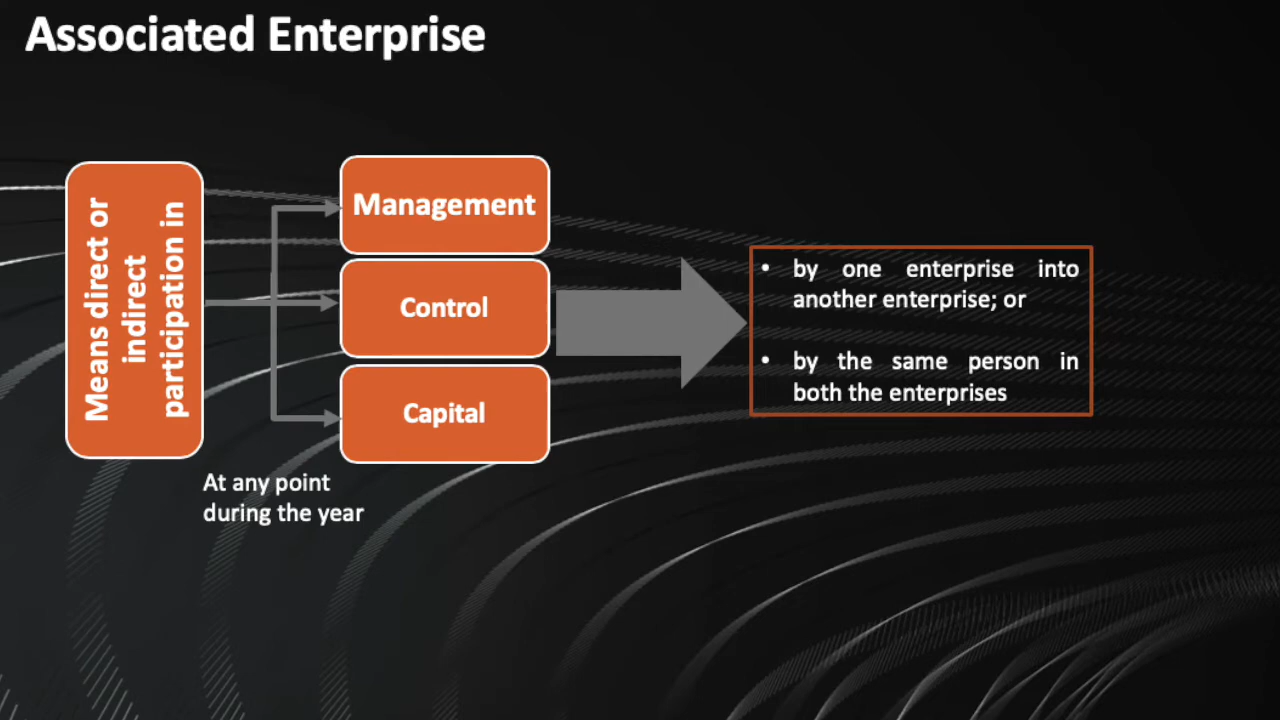 Associated Enterprise
Means direct or
indirect
participation in
Management
Control
Capital
At any point
during the year
• by one enterprise into
another enterprise; or
• by the same person in
both the enterprises